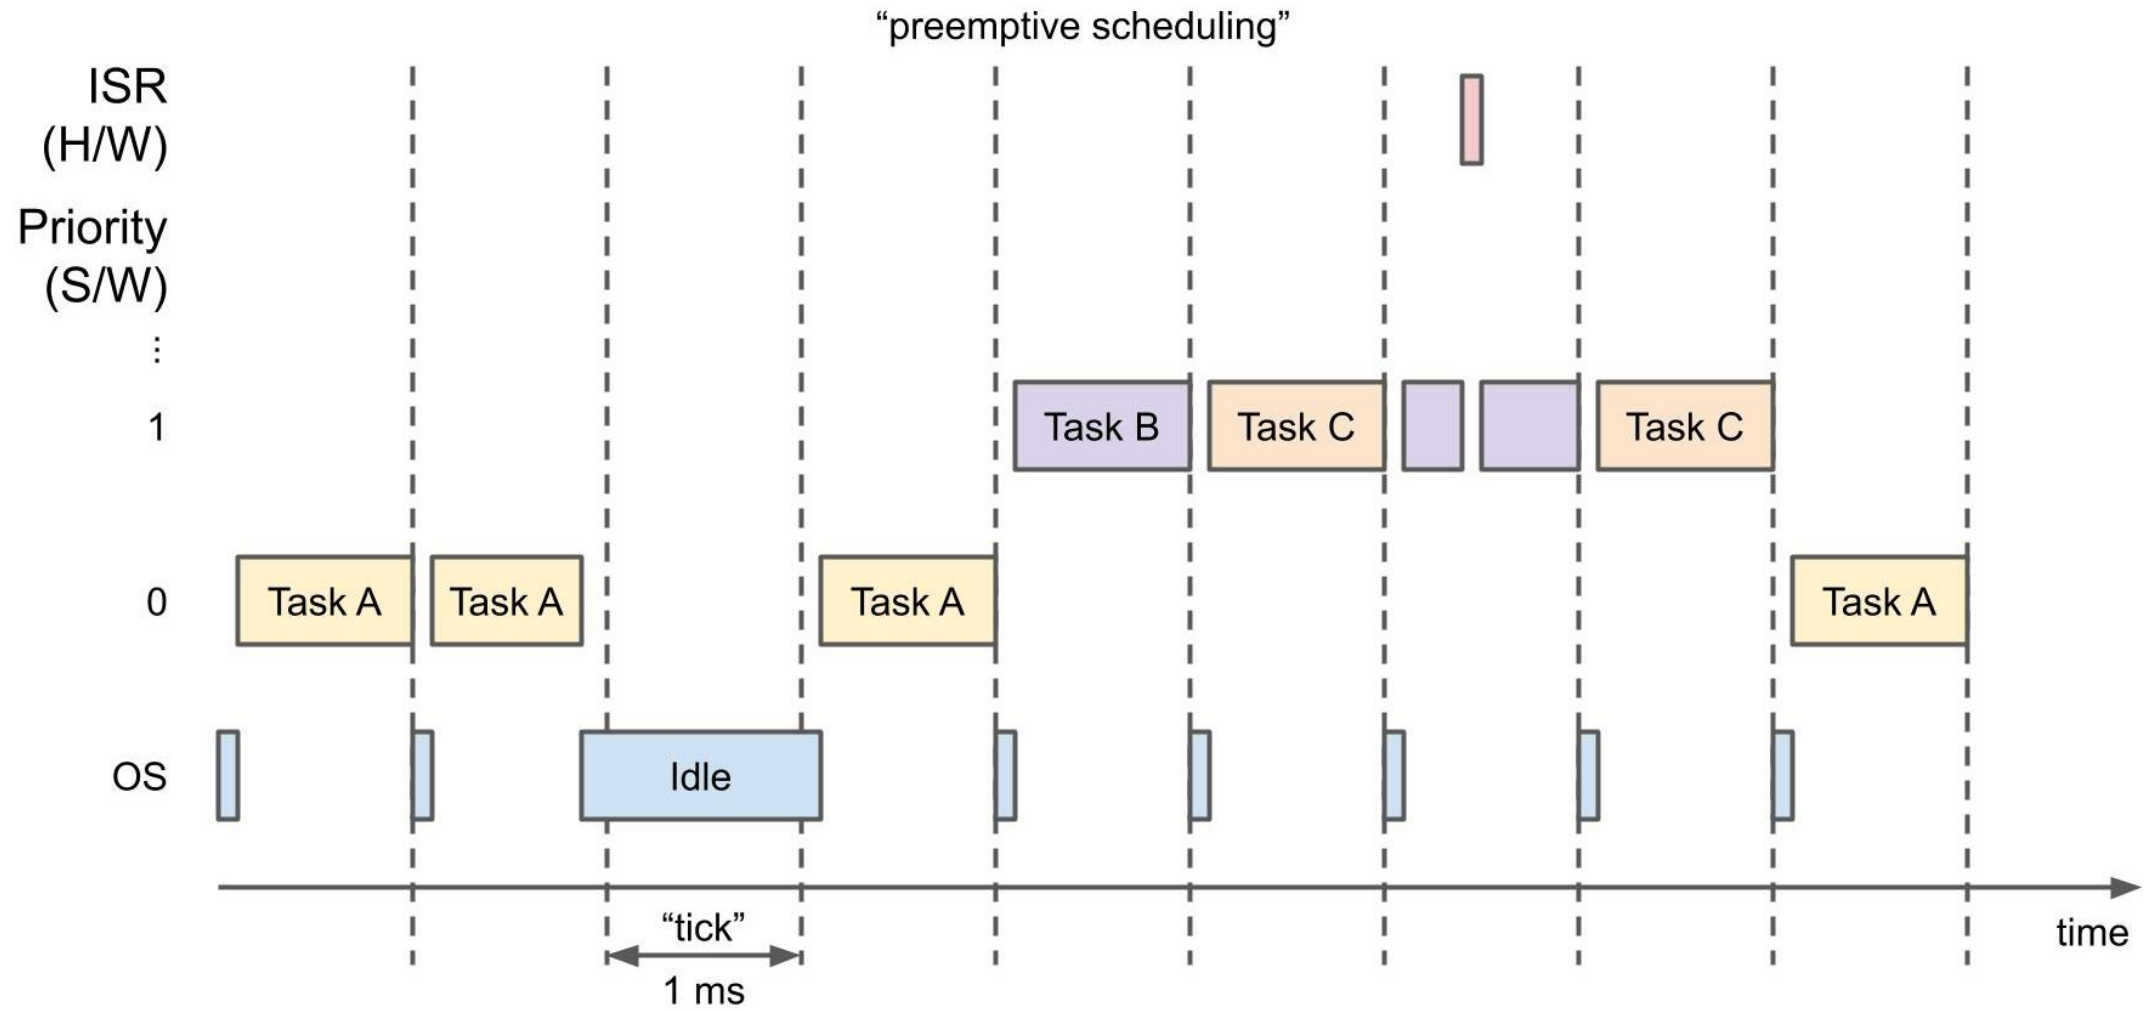 “preemptive scheduling”
ISR
(H/W)
Priority
(S/W)
⋮
1
Task B
Task C
Task C
0
Task A
Task A
Task A
Task A
OS
Idle
“tick”
1 ms
time